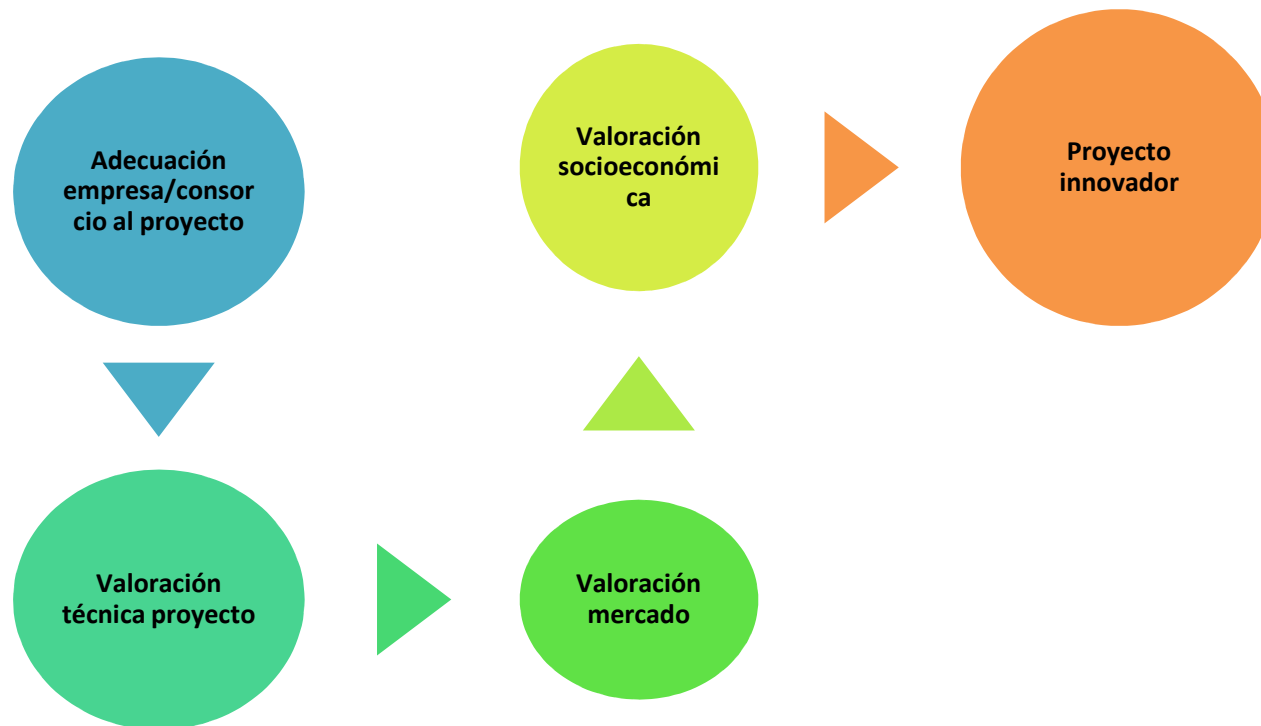 Adecuación
empresa/consor
cio al proyecto
Valoración
técnica proyecto
Valoración
mercado
Valoración
socioeconómi
ca
Proyecto
innovador